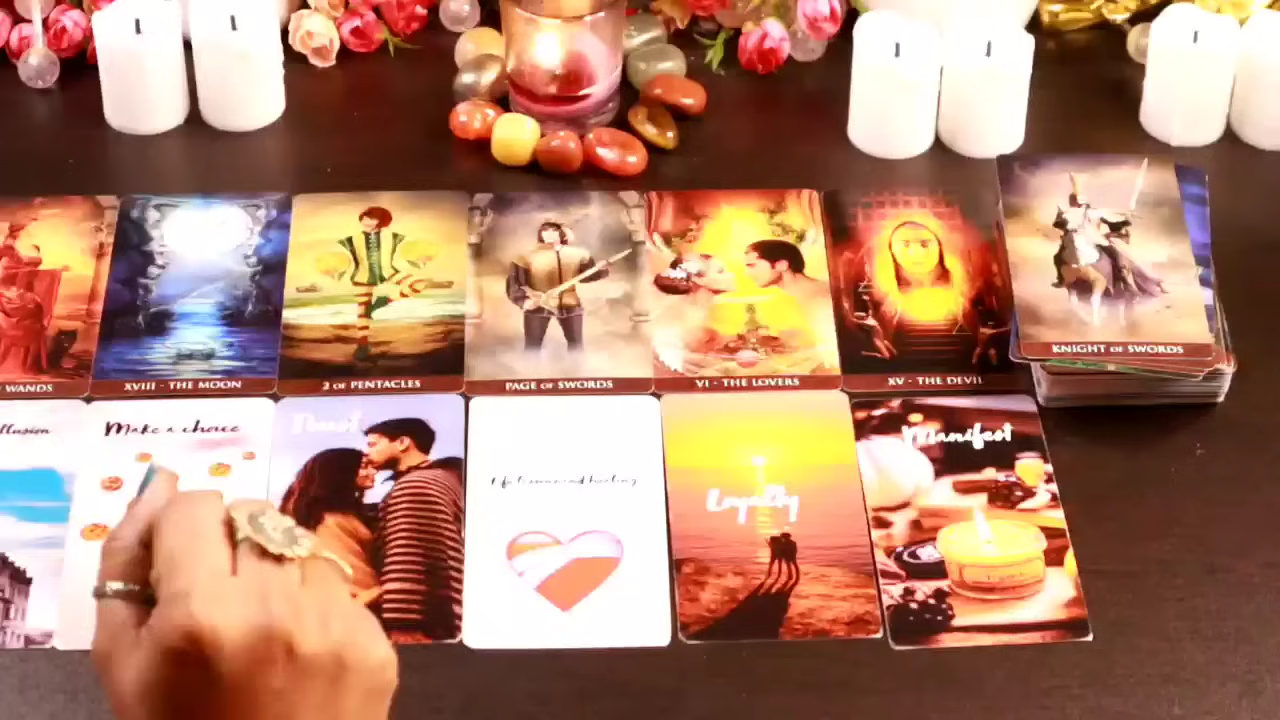 WANDS
XVIII - THE MOON
2 OF PENTACLES
PAGE OF SWORDS
VI - THE LOVERS
XV - THE DEVIL
KNIGHT OF SWORDS
Make a choice
Trust
Loyalty
Manifest